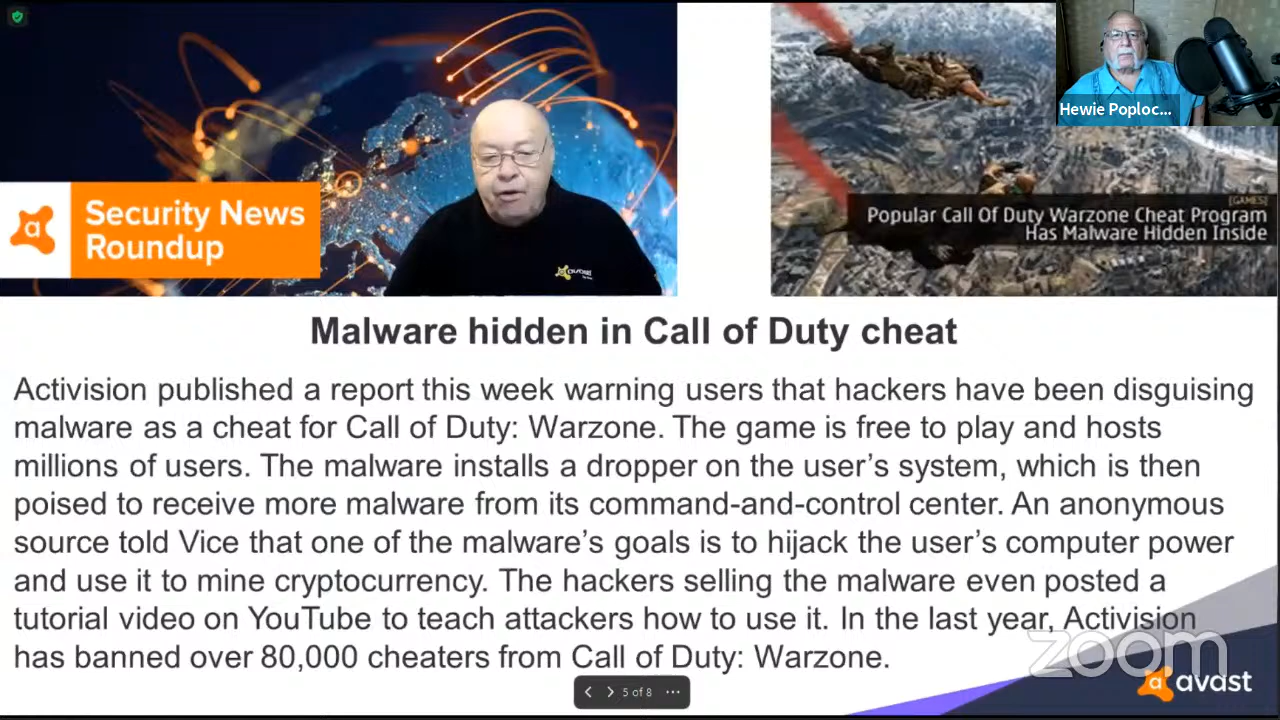 Security News
Roundup
avast
[GAMES]
Popular Call Of Duty Warzone Cheat Program
Has Malware Hidden Inside
Hewie Poploc...
Malware hidden in Call of Duty cheat
Activision published a report this week warning users that hackers have been disguising
malware as a cheat for Call of Duty: Warzone. The game is free to play and hosts
millions of users. The malware installs a dropper on the user’s system, which is then
poised to receive more malware from its command-and-control center. An anonymous
source told Vice that one of the malware’s goals is to hijack the user’s computer power
and use it to mine cryptocurrency. The hackers selling the malware even posted a
tutorial video on YouTube to teach attackers how to use it. In the last year, Activision
has banned over 80,000 cheaters from Call of Duty: Warzone.
zoom
avast
5 of 8